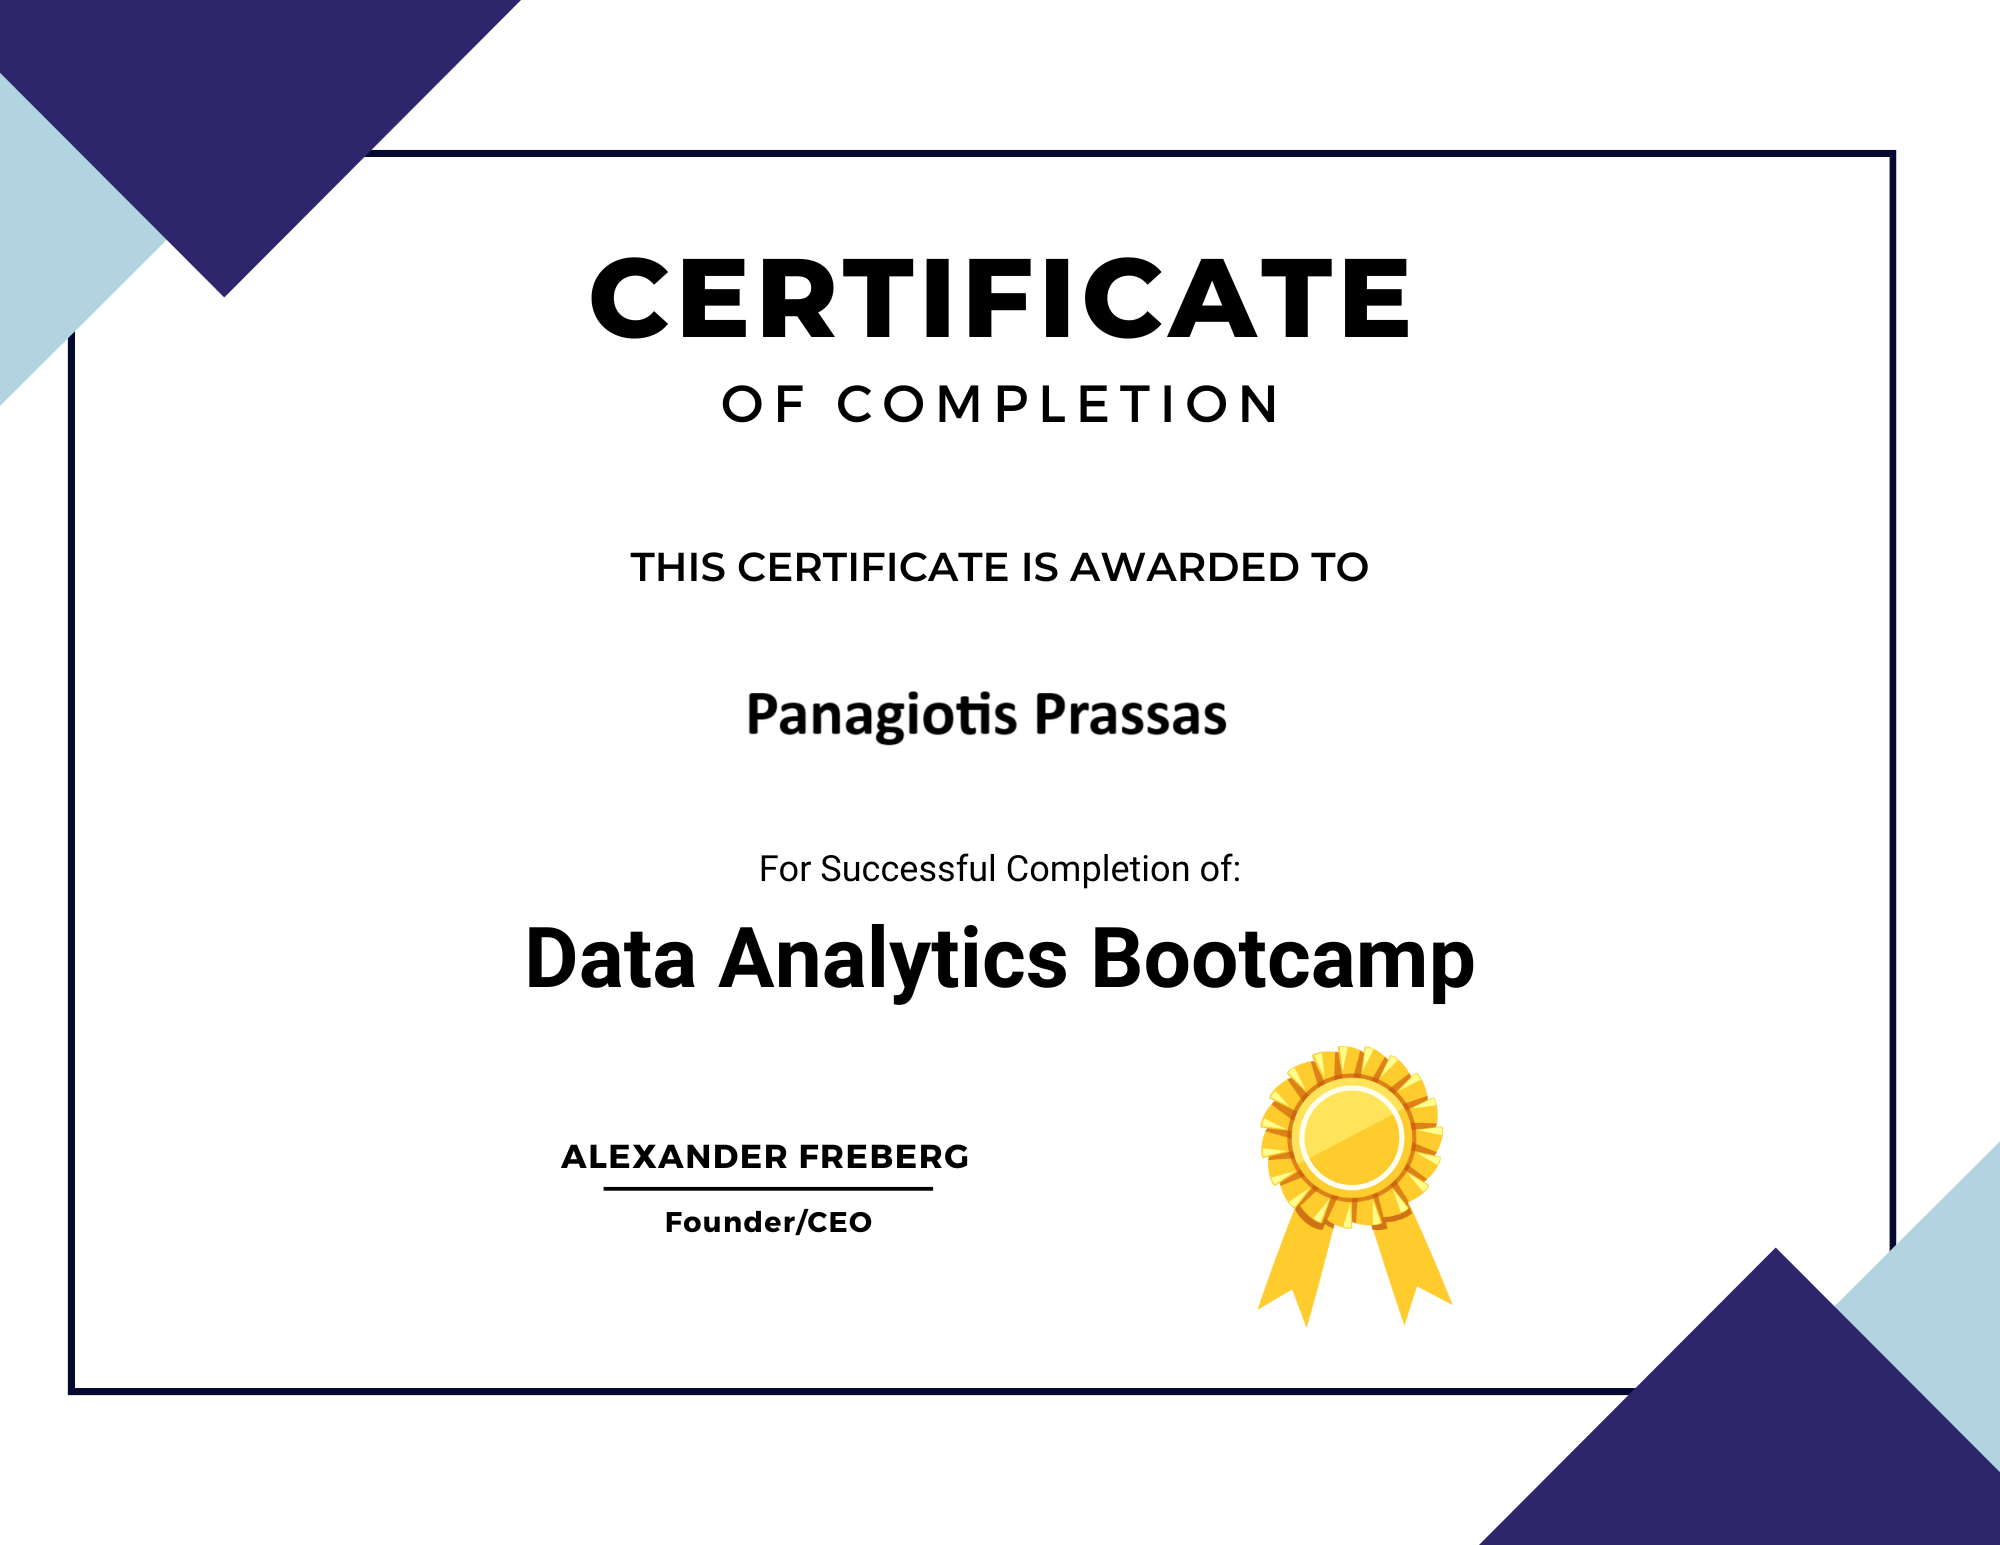 CERTIFICATE
OF COMPLETION
THIS CERTIFICATE IS AWARDED TO
Panagiotis Prassas
For Successful Completion of:
Data Analytics Bootcamp
ALEXANDER FREBERG
Founder/CEO